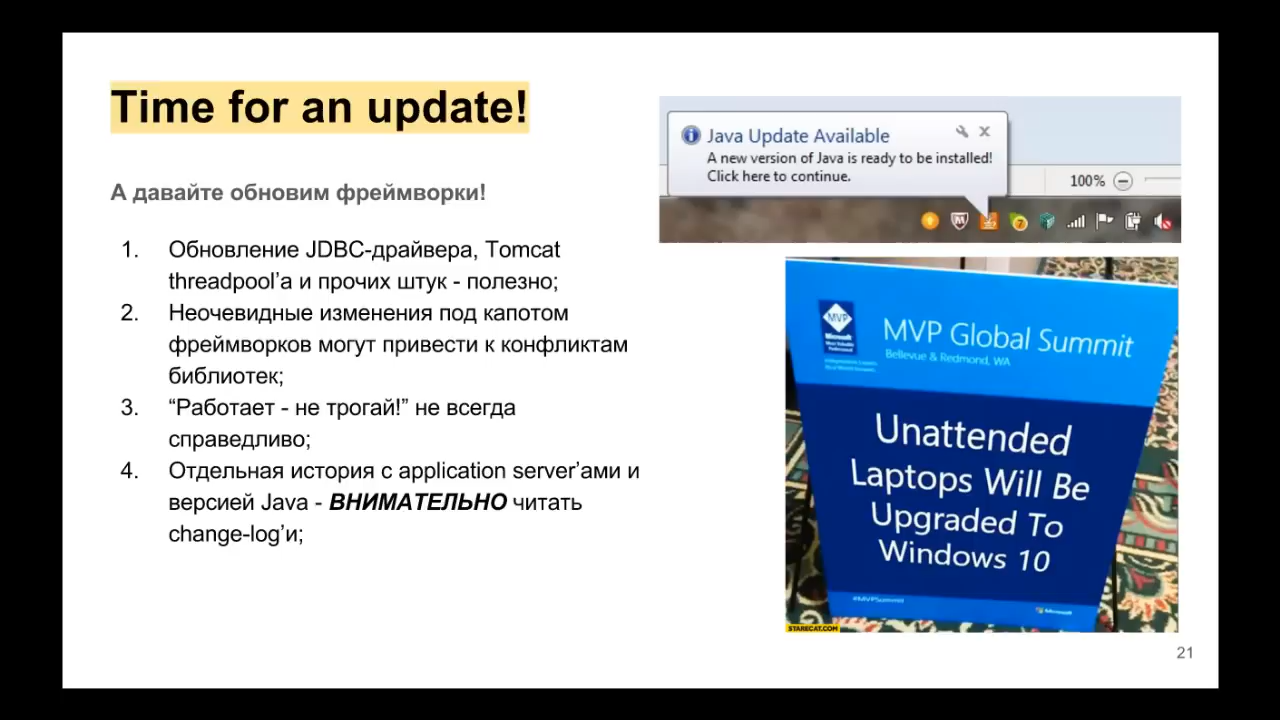 Time for an update!
А давайте обновим фреймворки!
1. Обновление JDBC-драйвера, Tomcat
threadpool’а и прочих штук - полезно;
2. Неочевидные изменения под капотом
фреймворков могут привести к конфликтам
библиотек;
3. “Работает - не трогай!” не всегда
справедливо;
4. Отдельная история с application server’ами и
версией Java - ВНИМАТЕЛЬНО читать
change-log’и;
Java Update Available
A new version of Java is ready to be installed!
Click here to continue.
100%
MVP
Microsoft
MVP Global Summit
Bellevue & Redmond, WA
Unattended
Laptops Will Be
Upgraded To
Windows 10
#MVPSummit
Microsoft
STARECAT.COM
21